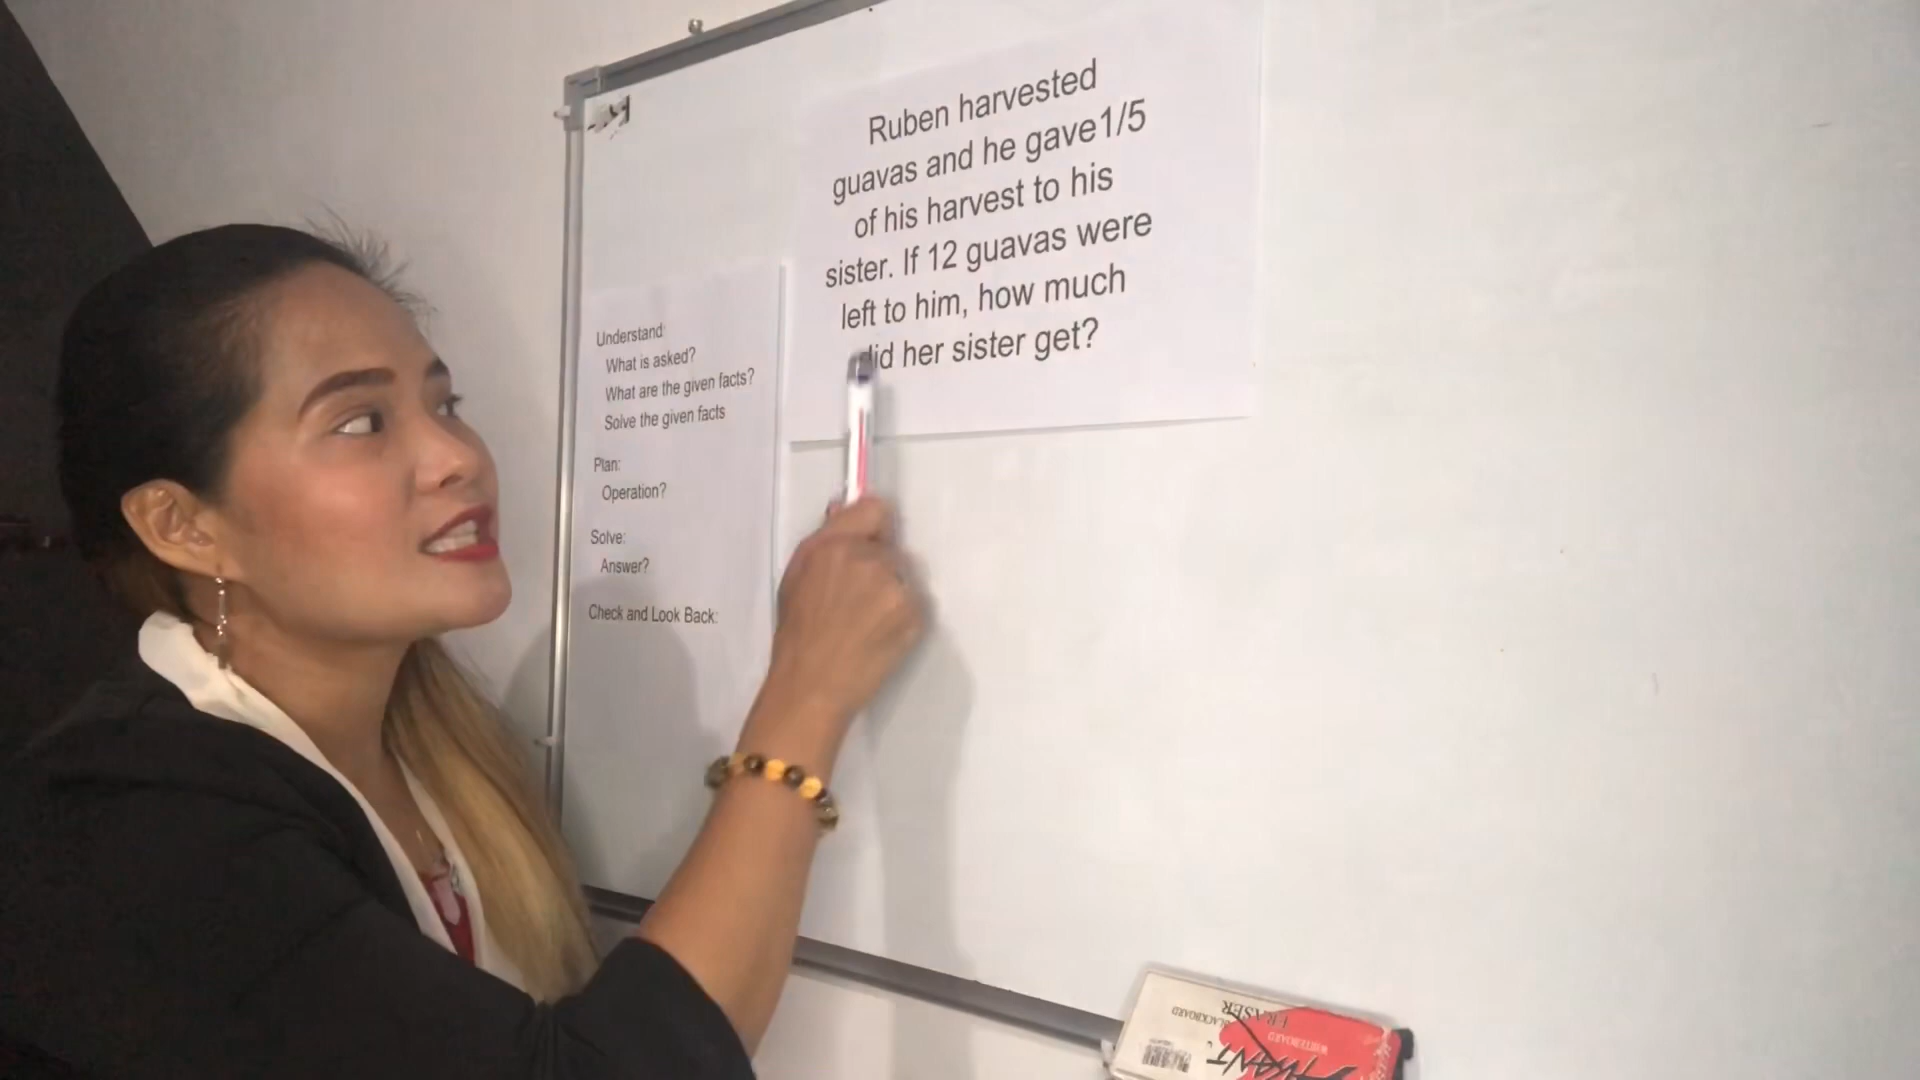 Ruben harvested
guavas and he gave1/5
of his harvest to his
sister. If 12 guavas were
left to him, how much
did her sister get?
Understand:
What is asked?
What are the given facts?
Solve the given facts
Plan:
Operation?
Solve:
Answer?
Check and Look Back:
BLACKBOARD
ERASER
WHITEBOARD